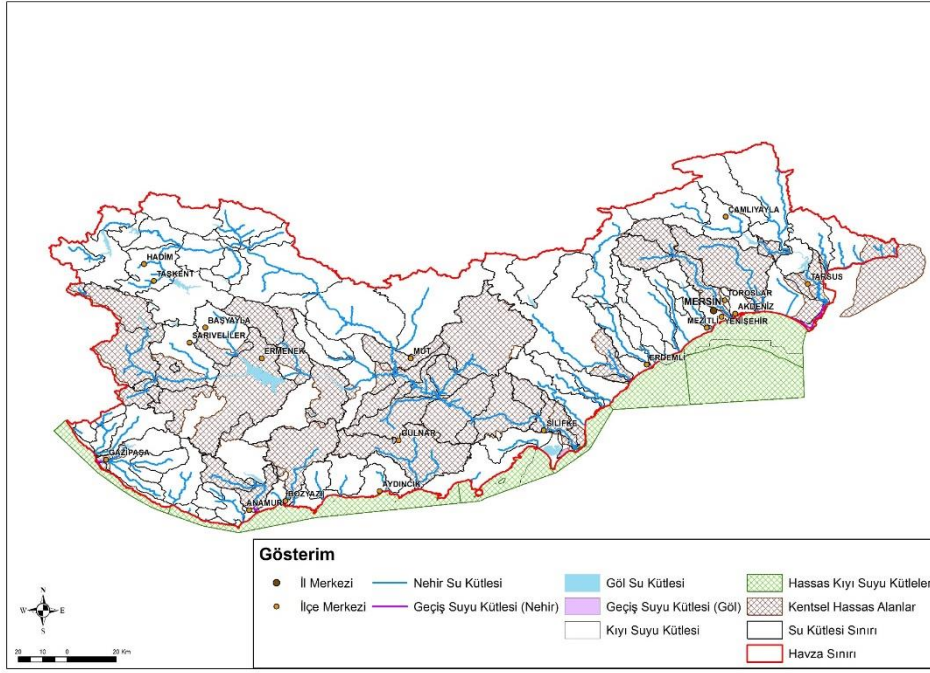 ÇAMLIYAYLA
HADİM
TAŞKENT
TARSUS
TOROSLAR
MERSİN
AKDENİZ
MEZİTLİ
YENİŞEHİR
BAŞYAYLA
SARIVELİLER
ERMENEK
MUT
ERDEMLİ
GÜLNAR
SİLİFKE
GAZİPAŞA
AYDINCIK
BOZYAZI
ANAMUR
Gösterim
İl Merkezi
İlçe Merkezi
Nehir Su Kütlesi
Geçiş Suyu Kütlesi (Nehir)
Göl Su Kütlesi
Geçiş Suyu Kütlesi (Göl)
Kıyı Suyu Kütlesi
Hassas Kıyı Suyu Kütleler
Kentsel Hassas Alanlar
Su Kütlesi Sınırı
Havza Sınırı
N
W E
S
20 10 0 20 Km